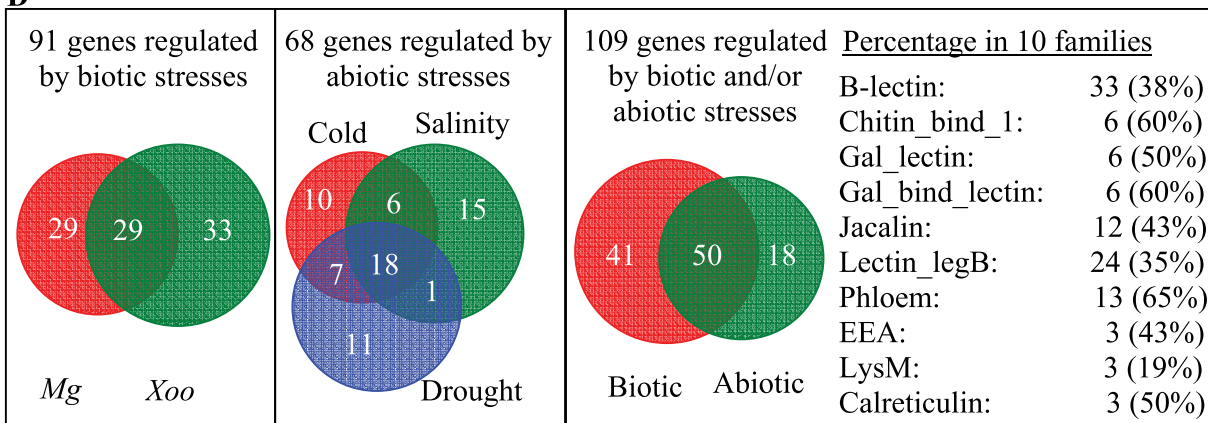 D
91 genes regulated
by biotic stresses
29 29 33
Mg Xoo
68 genes regulated by
abiotic stresses
Cold Salinity
10 6 15
7 18 1
11
Drought
109 genes regulated
by biotic and/or
abiotic stresses
41 50 18
Biotic Abiotic
Percentage in 10 families
B-lectin: 33 (38%)
Chitin_bind_1: 6 (60%)
Gal_lectin: 6 (50%)
Gal_bind_lectin: 6 (60%)
Jacalin: 12 (43%)
Lectin_legB: 24 (35%)
Phloem: 13 (65%)
EEA: 3 (43%)
LysM: 3 (19%)
Calreticulin: 3 (50%)